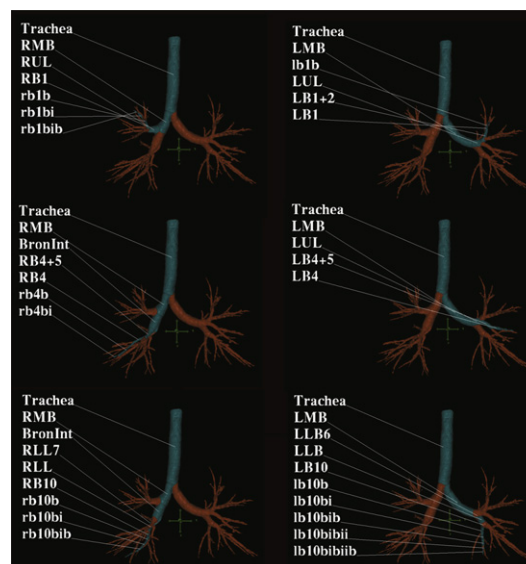 Trachea
RMB
RUL
RB1
rb1b
rb1bi
rb1bib
Trachea
LMB
lb1b
LUL
LB1+2
LB1
Trachea
RMB
BronInt
RB4+5
RB4
rb4b
rb4bi
Trachea
LMB
LUL
LB4+5
LB4
Trachea
RMB
BronInt
RLL7
RLL
RB10
rb10b
rb10bi
rb10bib
Trachea
LMB
LLB6
LLB
LB10
lb10b
lb10bi
lb10bib
lb10bibii
lb10bibiib